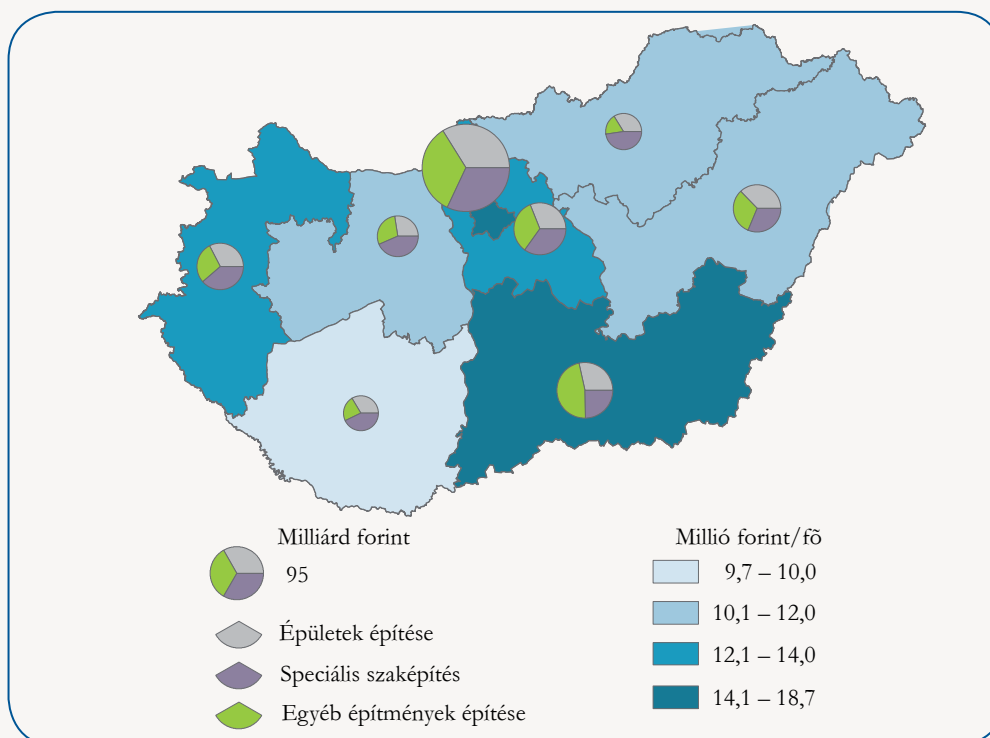 Milliárd forint
95
Épületek építése
Speciális szaképítés
Egyéb építmények építése
Millió forint/fõ
9,7 – 10,0
10,1 – 12,0
12,1 – 14,0
14,1 – 18,7